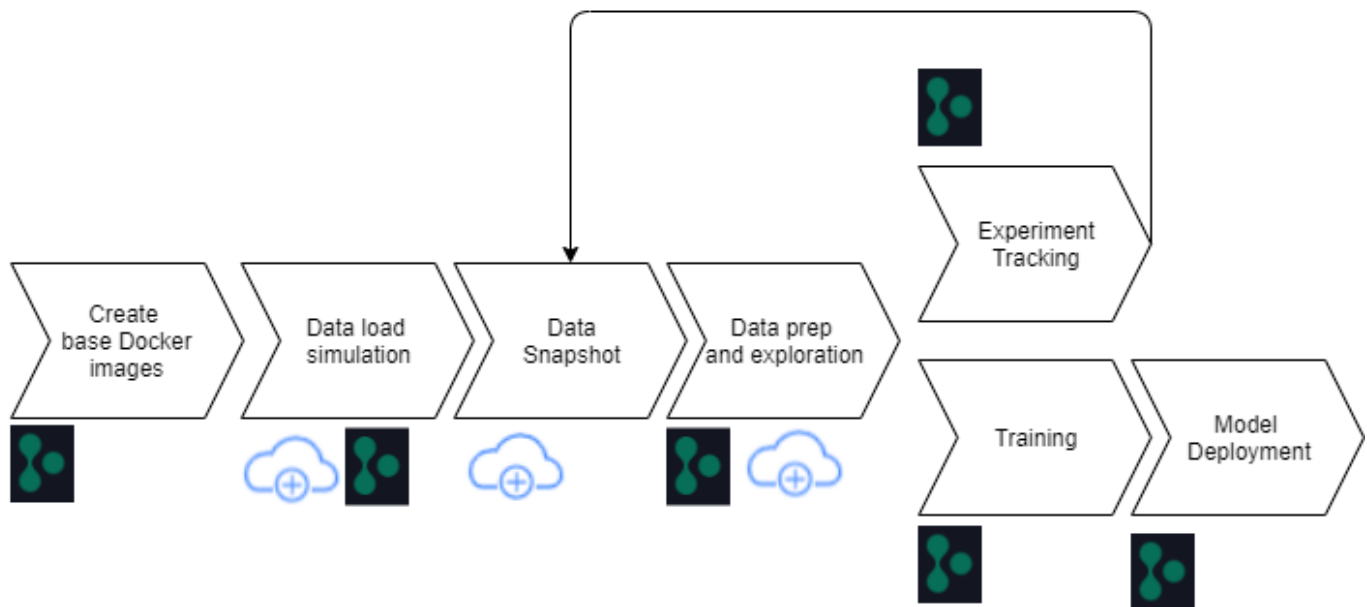 Create
base Docker
images
Data load
simulation
Data
Snapshot
Data prep
and exploration
Experiment
Tracking
Training
Model
Deployment